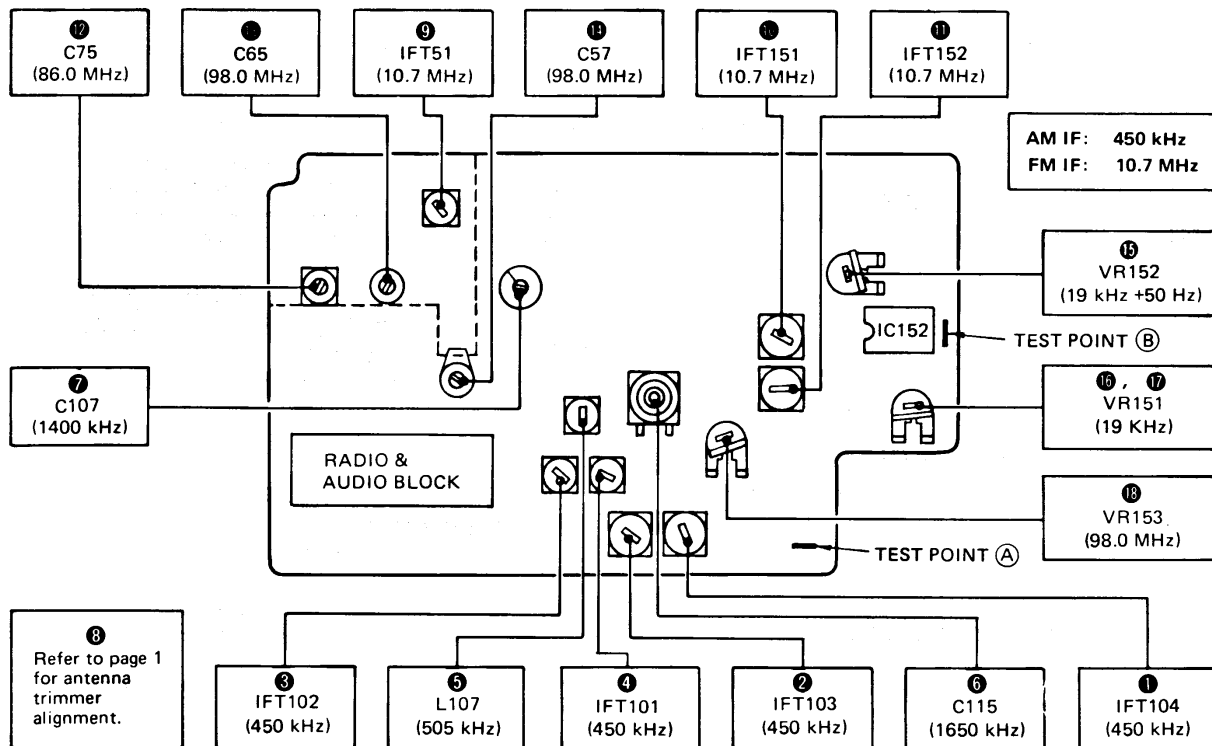 ⓬
C75
(86.0 MHz)
⓭
C65
(98.0 MHz)
❾
IFT51
(10.7 MHz)
⓮
C57
(98.0 MHz)
❿
IFT151
(10.7 MHz)
⓫
IFT152
(10.7 MHz)
AM IF: 450 kHz
FM IF: 10.7 MHz
⓯
VR152
(19 kHz +50 Hz)
IC152
TEST POINT Ⓑ
❼
C107
(1400 kHz)
⓰ , ⓱
VR151
(19 KHz)
RADIO &
AUDIO BLOCK
⓲
VR153
(98.0 MHz)
TEST POINT Ⓐ
❽
Refer to page 1
for antenna
trimmer
alignment.
❸
IFT102
(450 kHz)
❺
L107
(505 kHz)
❹
IFT101
(450 kHz)
❷
IFT103
(450 kHz)
❻
C115
(1650 kHz)
❶
IFT104
(450 kHz)